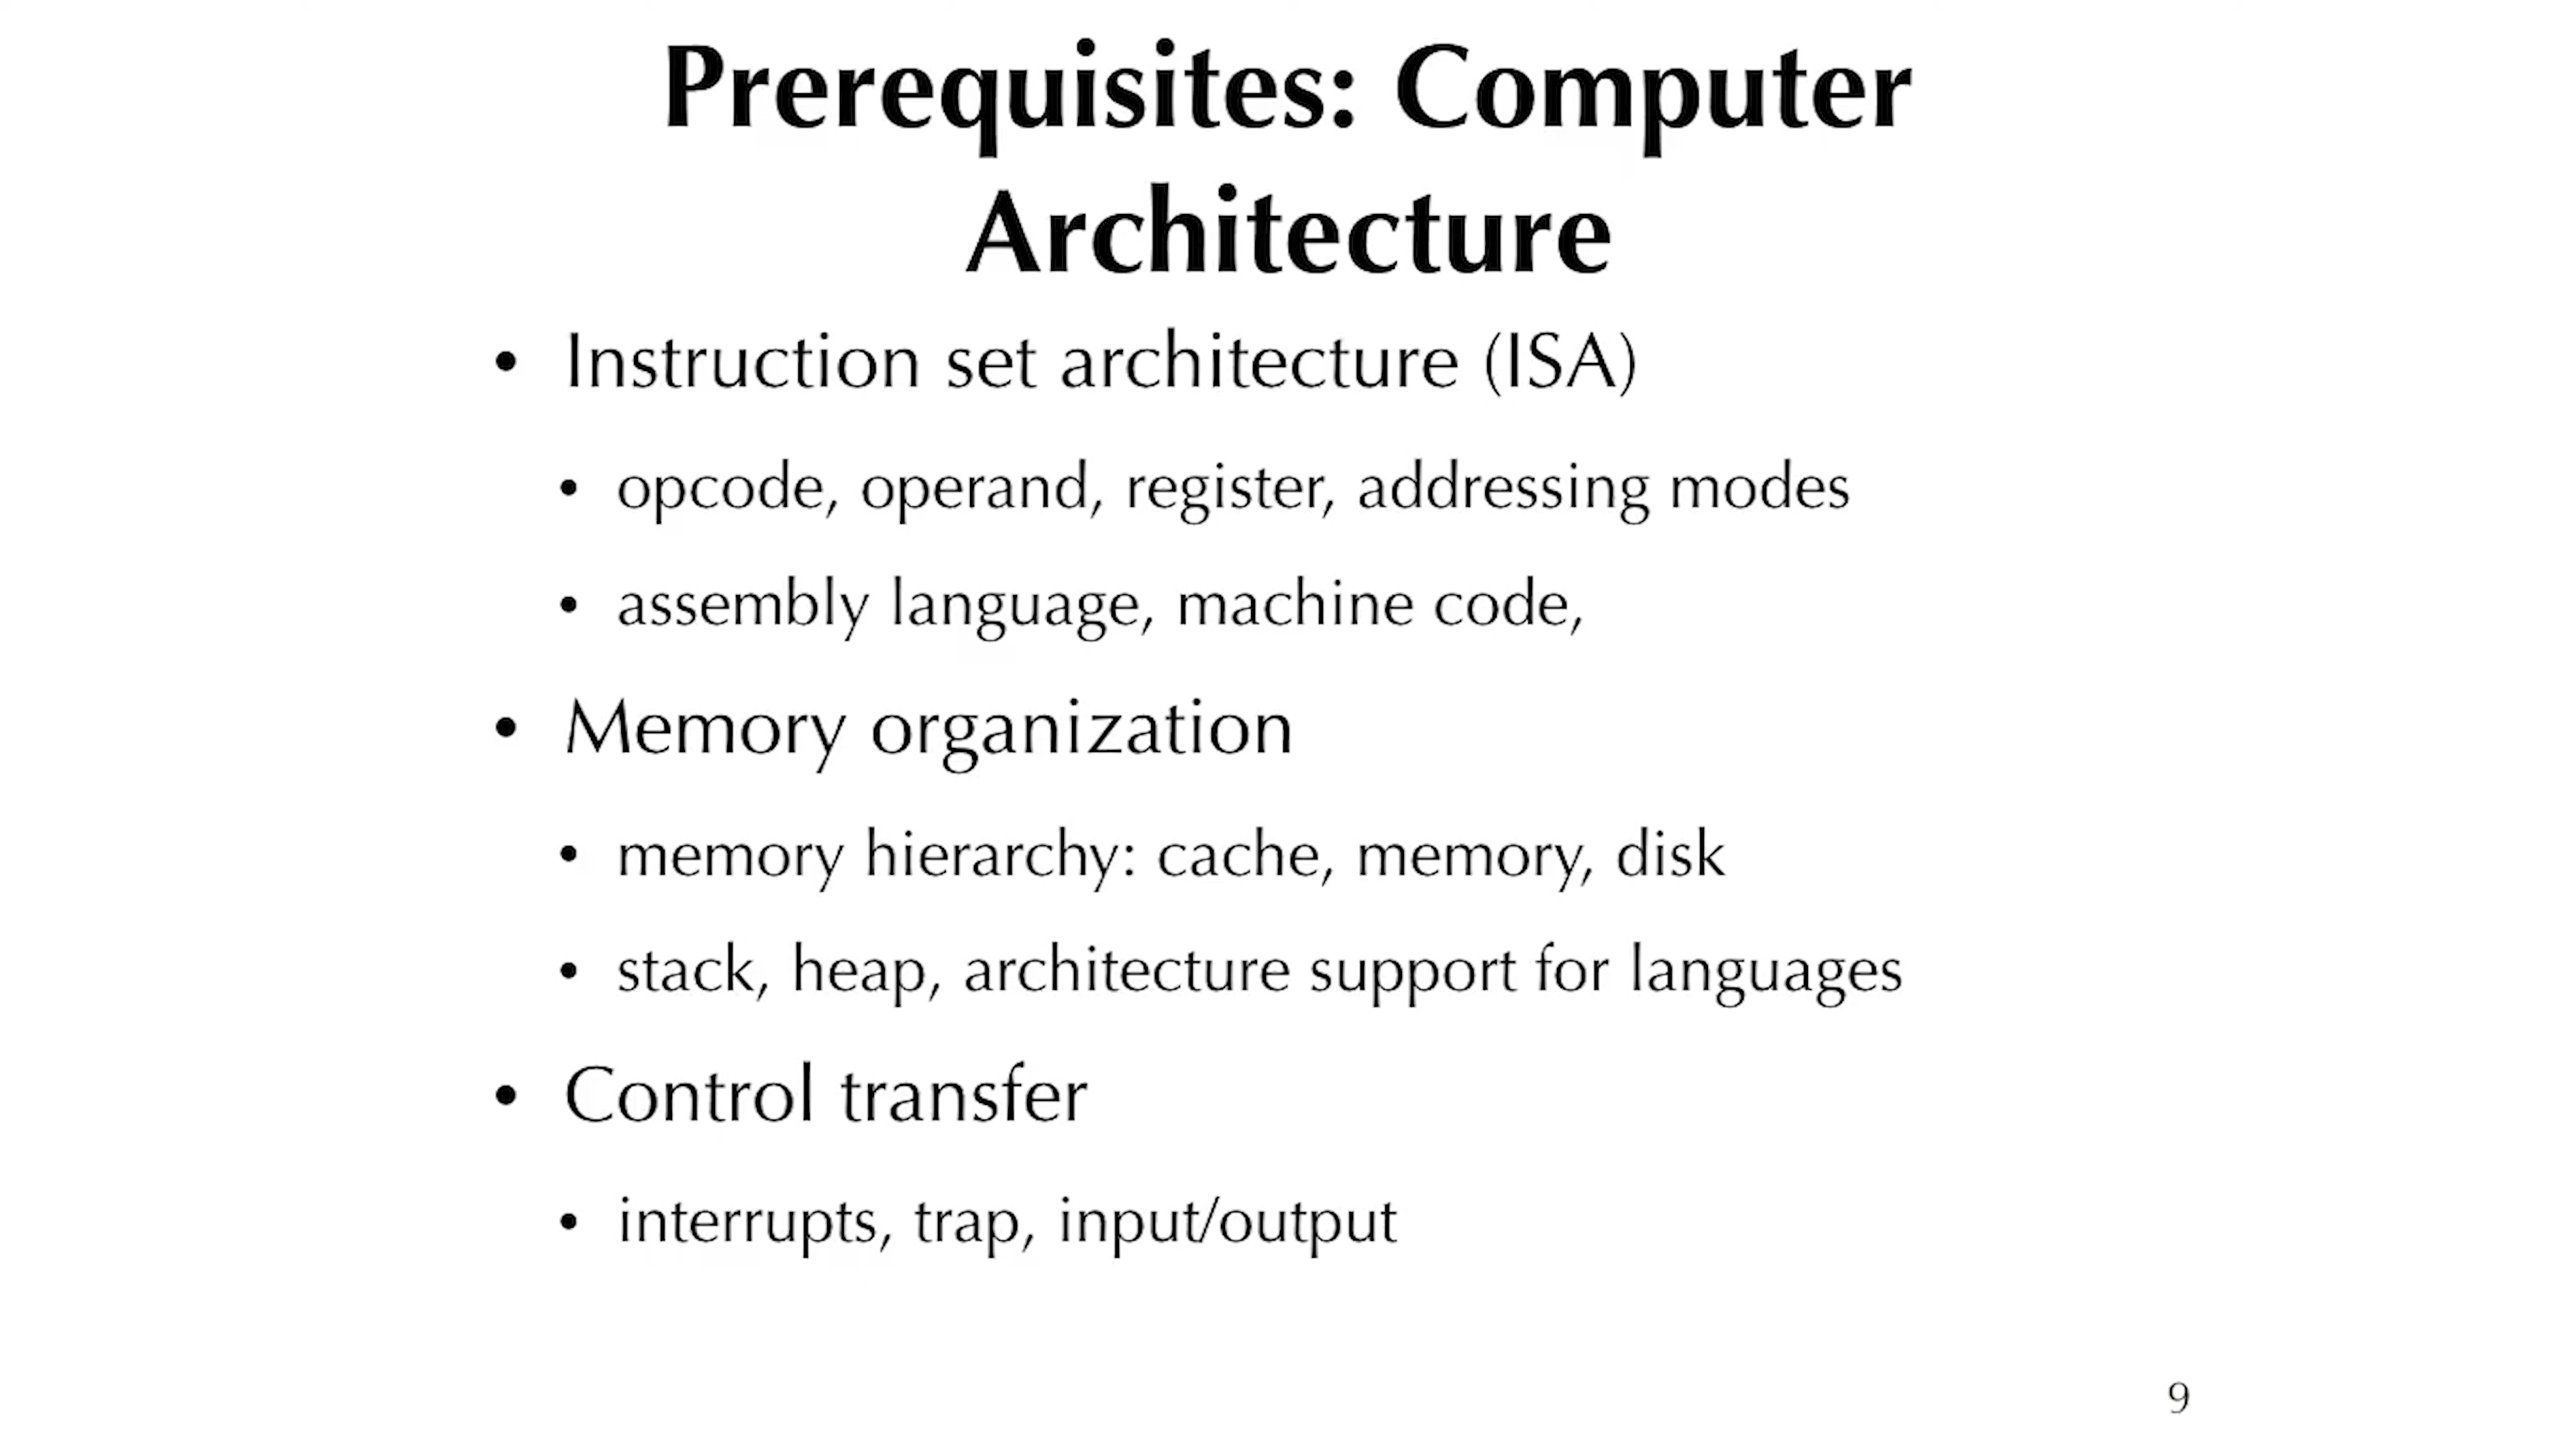 Prerequisites: Computer
Architecture
• Instruction set architecture (ISA)
• opcode, operand, register, addressing modes
• assembly language, machine code,
• Memory organization
• memory hierarchy: cache, memory, disk
• stack, heap, architecture support for languages
• Control transfer
• interrupts, trap, input/output
9